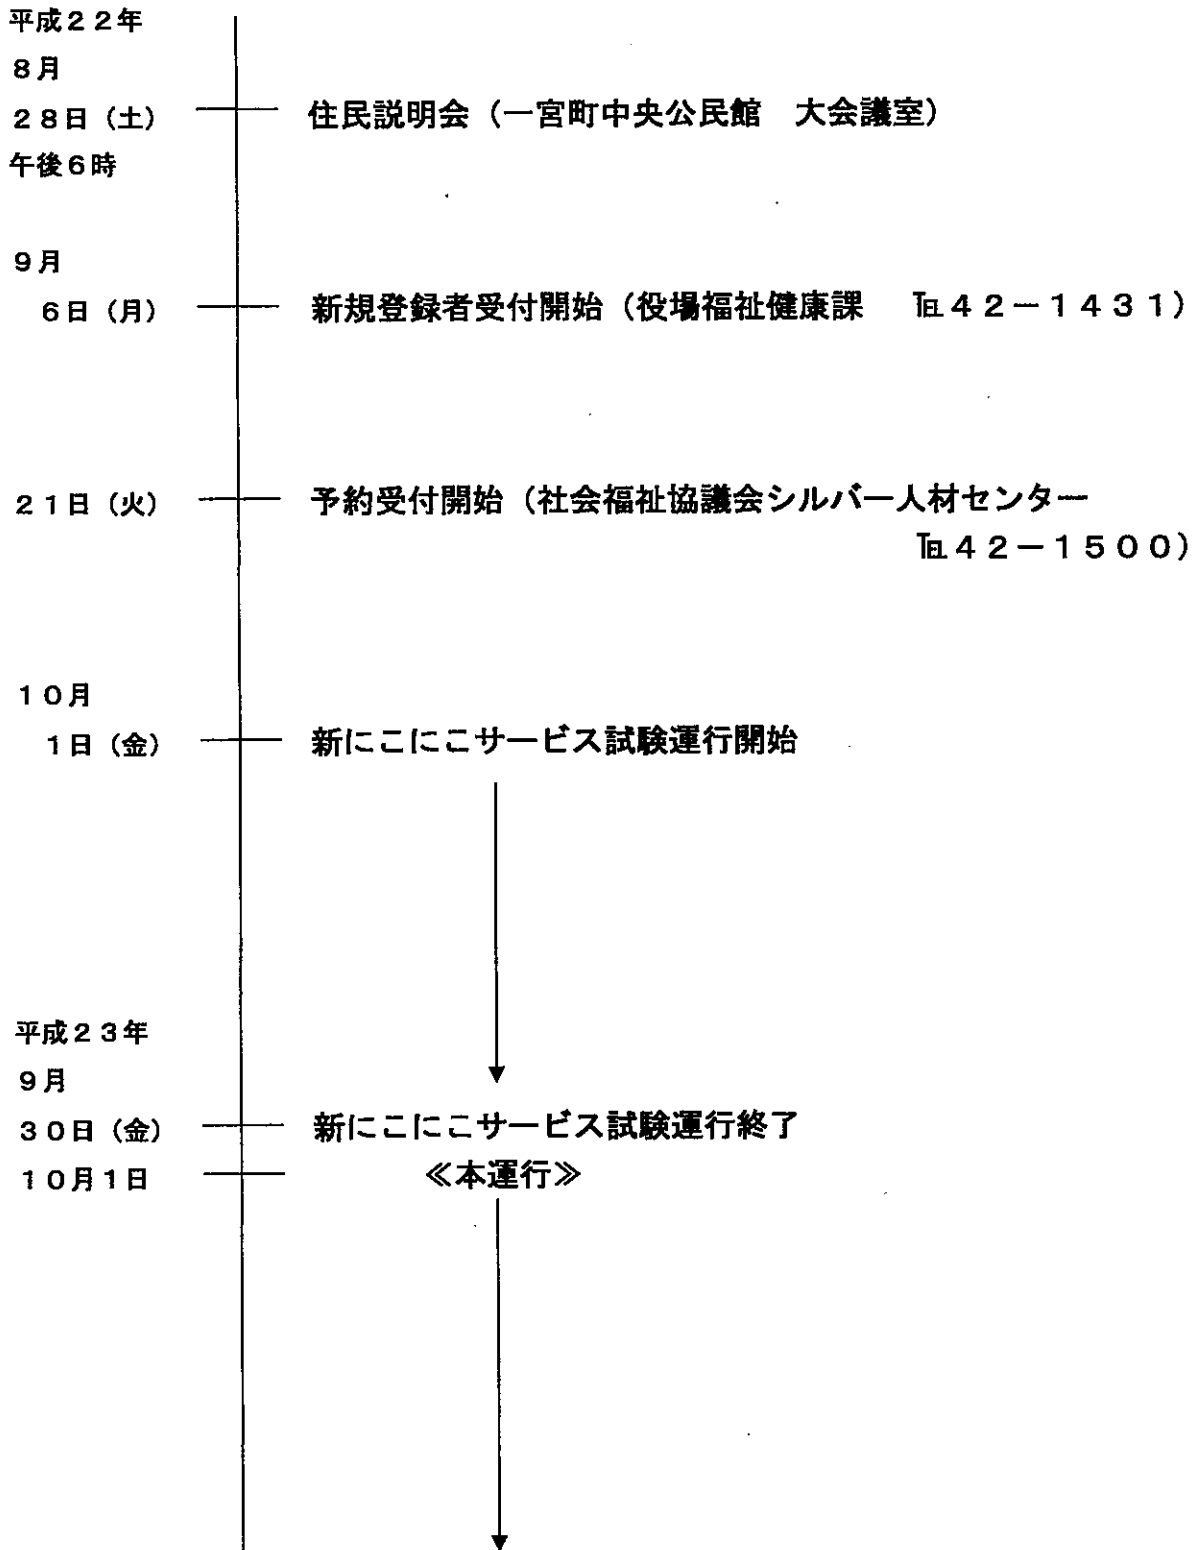 平成２２年
８月
２８日（土） 住民説明会（一宮町中央公民館　大会議室）
午後６時
９月
６日（月） 新規登録者受付開始（役場福祉健康課　℡４２－１４３１）
２１日（火） 予約受付開始（社会福祉協議会シルバー人材センター
℡４２－１５００）
１０月
１日（金） 新にこにこサービス試験運行開始
平成２３年
９月
３０日（金） 新にこにこサービス試験運行終了
１０月１日 ≪本運行≫